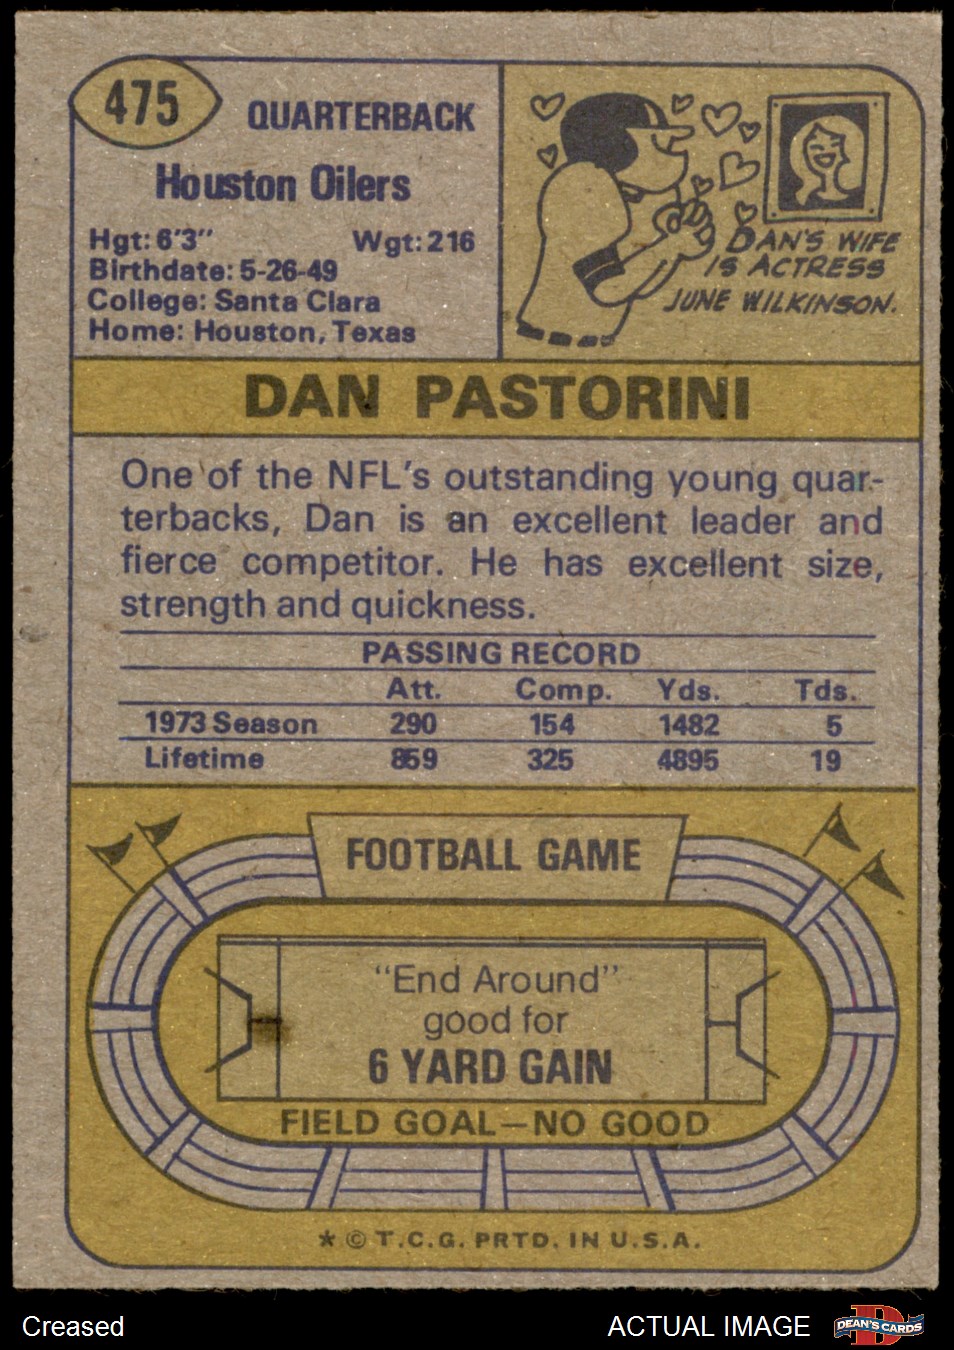 475
QUARTERBACK
Houston Oilers
Hgt: 6'3" Wgt: 216
Birthdate: 5-26-49
College: Santa Clara
Home: Houston, Texas
DAN'S WIFE
IS ACTRESS
JUNE WILKINSON.
DAN PASTORINI
One of the NFL's outstanding young quar-
terbacks, Dan is an excellent leader and
fierce competitor. He has excellent size,
strength and quickness.
PASSING RECORD
Att. Comp. Yds. Tds.
1973 Season 290 154 1482 5
Lifetime 859 325 4895 19
FOOTBALL GAME
"End Around"
good for
6 YARD GAIN
FIELD GOAL—NO GOOD
* © T.C.G. PRTD. IN U.S.A.
Creased
ACTUAL IMAGE
D
DEAN'S CARDS